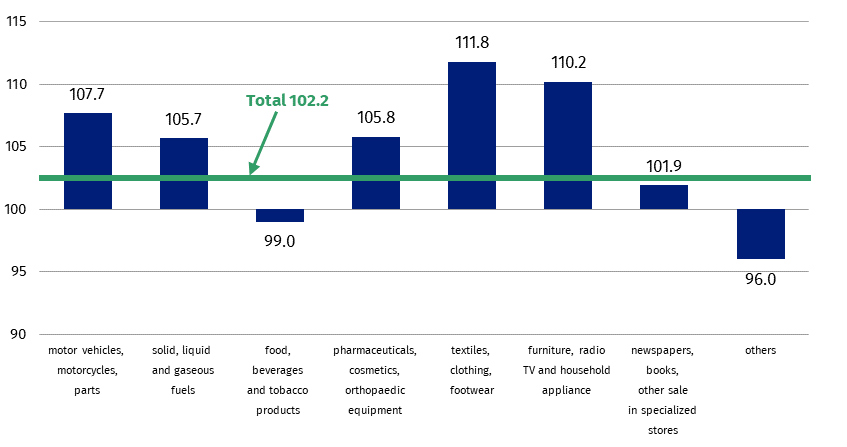 115
111.8
110.2
107.7
110
Total 102.2
105.7
105.8
105
101.9
100
99.0
95
96.0
90
motor vehicles,
motorcycles,
parts
solid, liquid
and gaseous
fuels
food,
beverages
and tobacco
products
pharmaceuticals,
cosmetics,
orthopaedic
equipment
textiles,
clothing,
footwear
furniture, radio
TV and household
appliance
newspapers,
books,
other sale
in specialized
stores
others